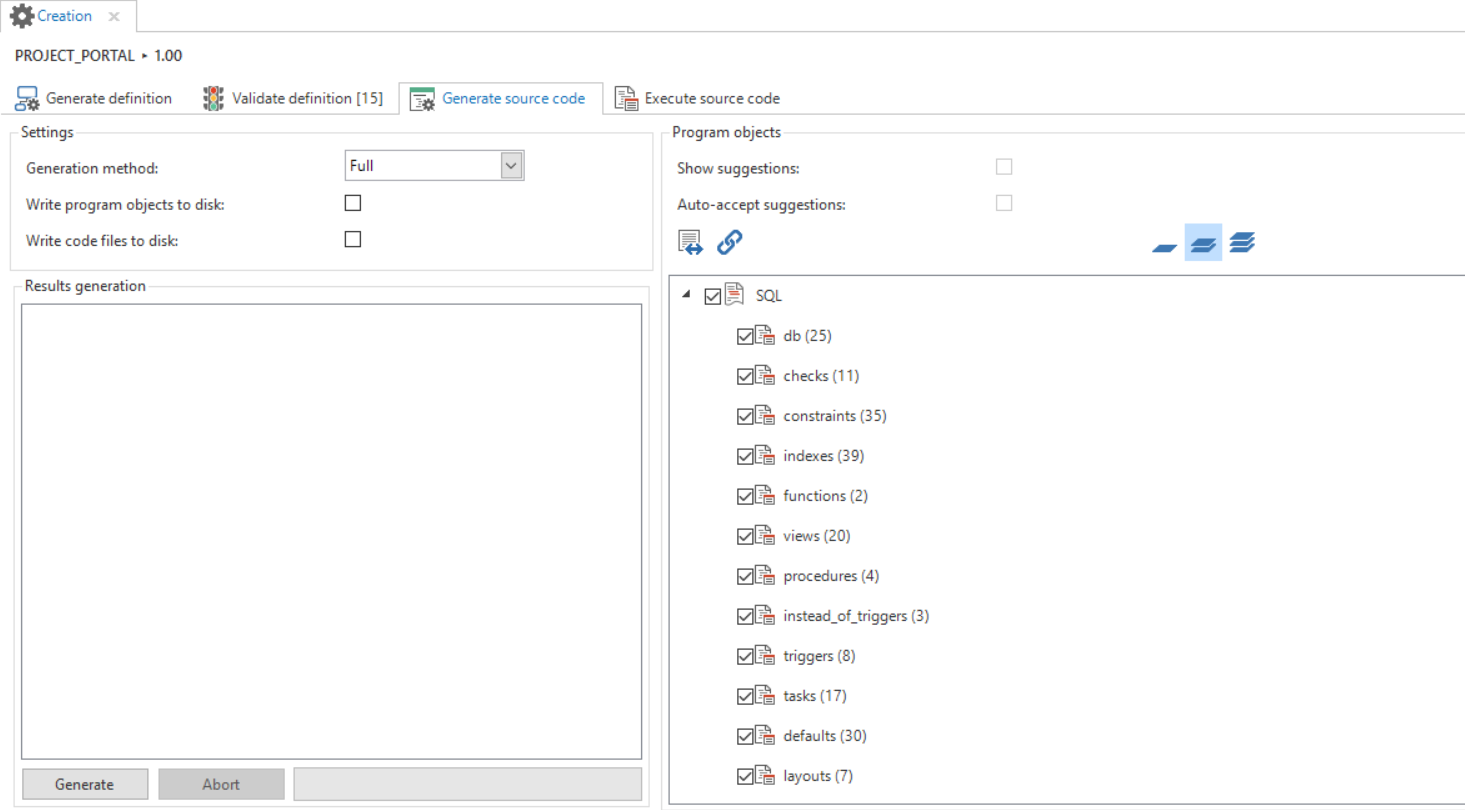 Creation
PROJECT_PORTAL ▸ 1.00
Generate definition Validate definition [15] Generate source code Execute source code
Settings
Generation method: Full
Write program objects to disk:
Write code files to disk:
Results generation
Generate Abort
Program objects
Show suggestions:
Auto-accept suggestions:
SQL
db (25)
checks (11)
constraints (35)
indexes (39)
functions (2)
views (20)
procedures (4)
instead_of_triggers (3)
triggers (8)
tasks (17)
defaults (30)
layouts (7)